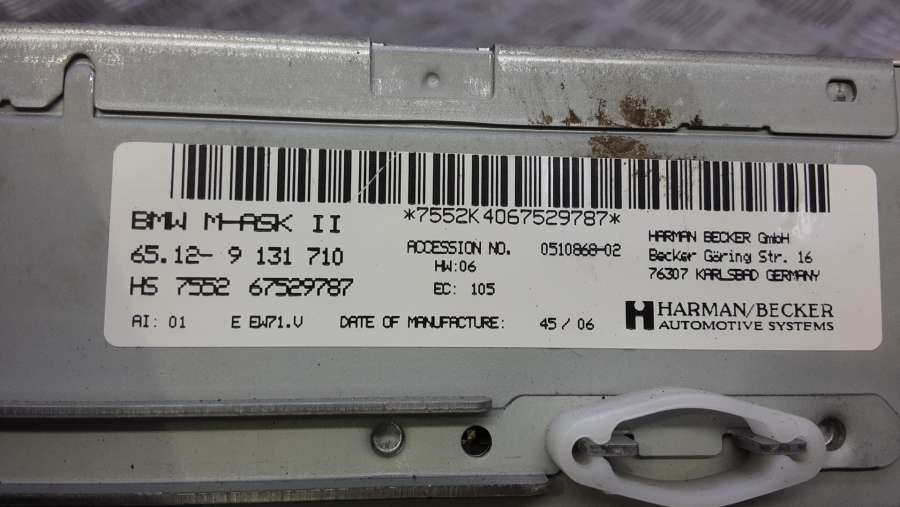 *7552K4067529787*
BMW M-ASK II
65.12- 9 131 710
HS 7552 67529787
AI: 01 E EW71.V DATE OF MANUFACTURE: 45/06
ACCESSION NO. 0510868-02
HW:06
EC: 105
HARMAN BECKER GmbH
Becker Göring Str. 16
76307 KARLSBAD GERMANY
HARMAN/BECKER
AUTOMOTIVE SYSTEMS